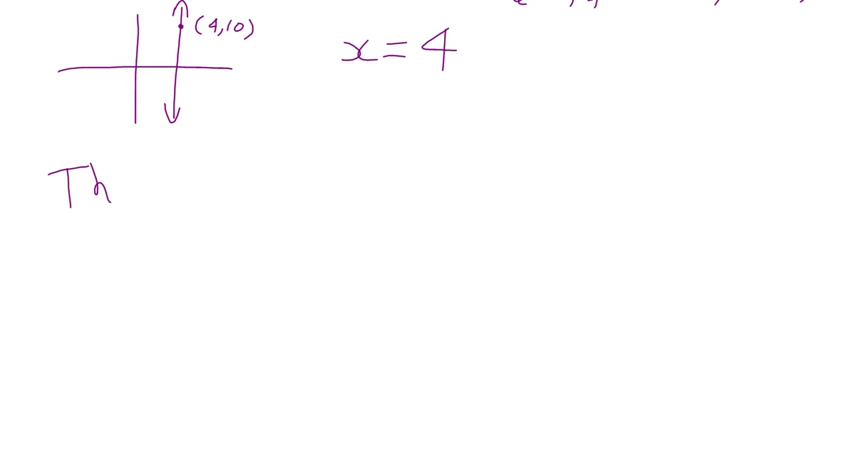 (4,10)
x = 4
Th